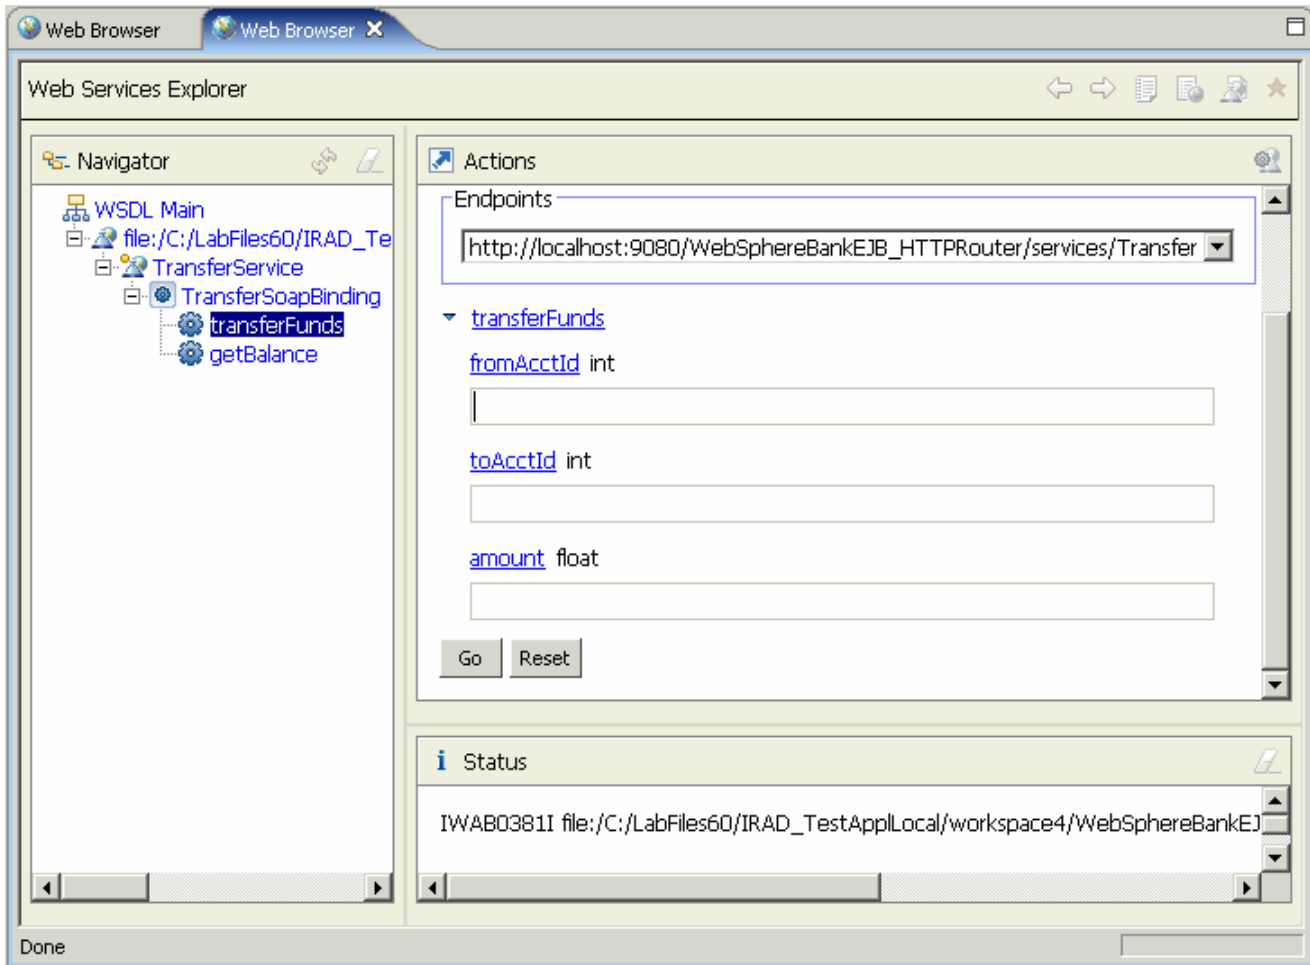 Web Browser
Web Browser
Web Services Explorer
Navigator
WSDL Main
file:/C:/LabFiles60/IRAD_Te
TransferService
TransferSoapBinding
transferFunds
getBalance
Actions
Endpoints
http://localhost:9080/WebSphereBankEJB_HTTPRouter/services/Transfer
transferFunds
fromAcctId int
toAcctId int
amount float
Go Reset
i Status
IWAB0381I file:/C:/LabFiles60/IRAD_TestApplLocal/workspace4/WebSphereBankEJ
Done